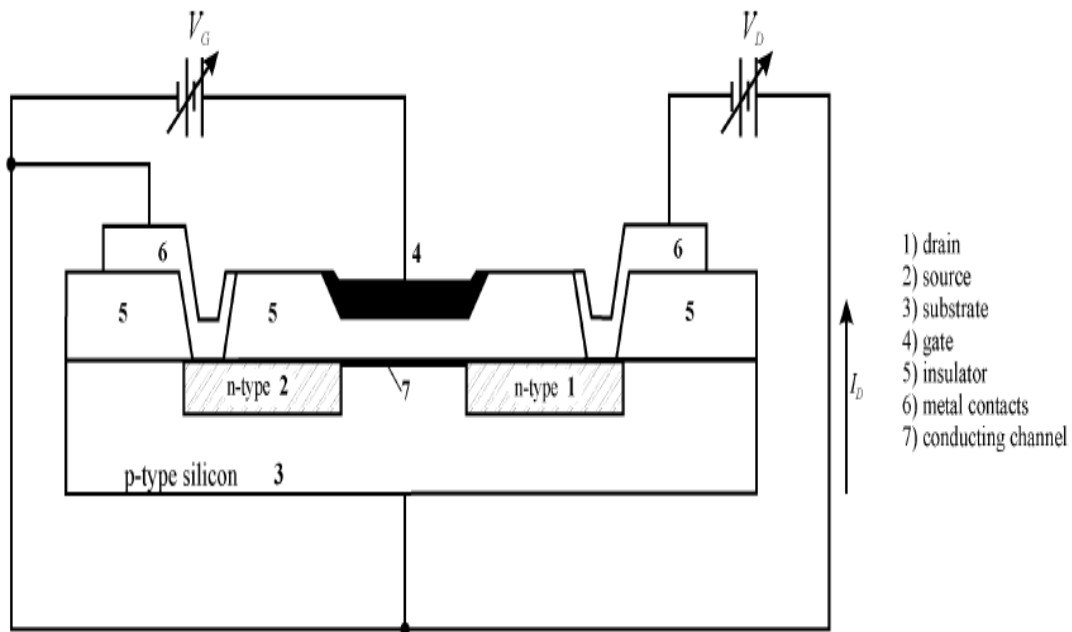 V_G
V_D
6
4
6
5
5
5
n-type 2
7
n-type 1
p-type silicon 3
I_D
1) drain
2) source
3) substrate
4) gate
5) insulator
6) metal contacts
7) conducting channel